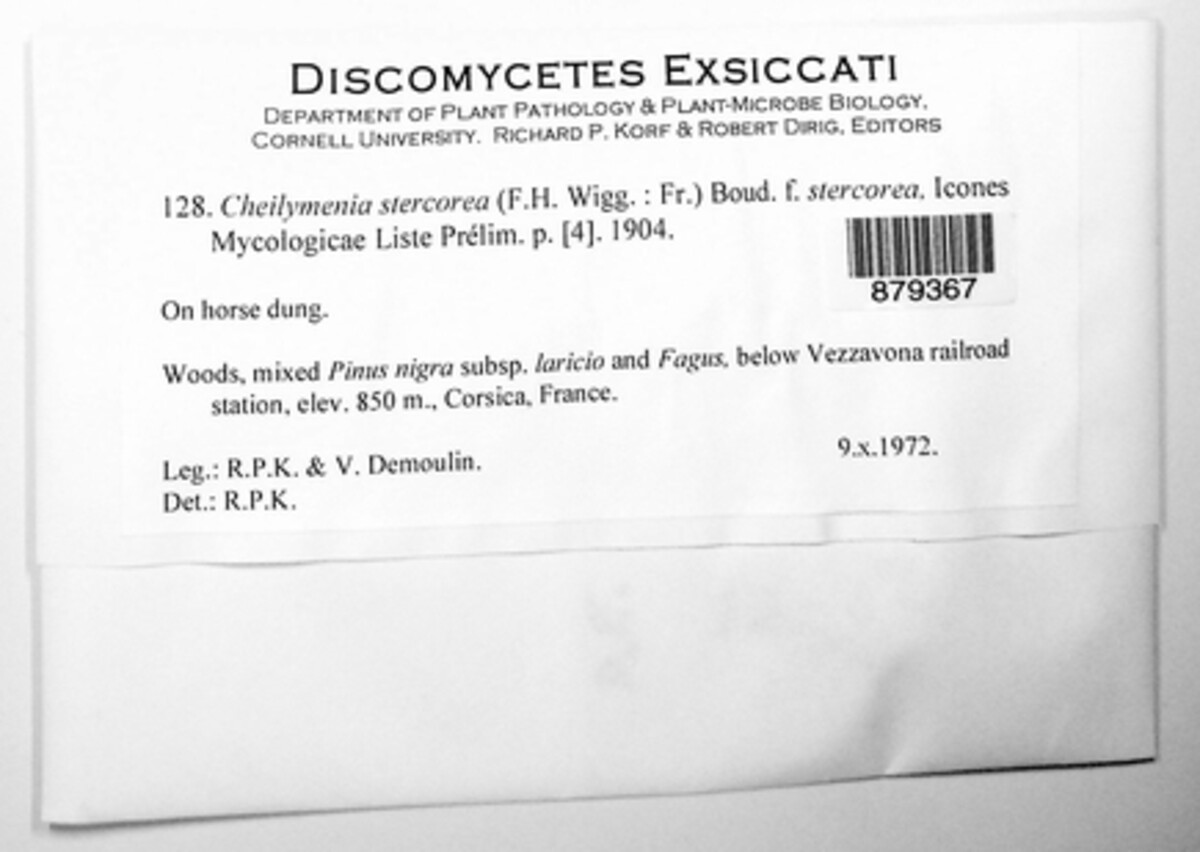 DISCOMYCETES EXSICCATI
DEPARTMENT OF PLANT PATHOLOGY & PLANT-MICROBE BIOLOGY,
CORNELL UNIVERSITY. RICHARD P. KORF & ROBERT DIRIG, EDITORS
128. Cheilymenia stercorea (F.H. Wigg. : Fr.) Boud. f. stercorea, Icones
Mycologicae Liste Prélim. p. [4]. 1904.
879367
On horse dung.
Woods, mixed Pinus nigra subsp. laricio and Fagus, below Vezzavona railroad
station, elev. 850 m., Corsica, France.
Leg.: R.P.K. & V. Demoulin.
9.x.1972.
Det.: R.P.K.